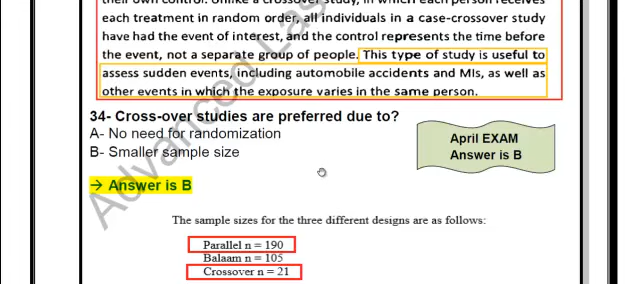 their own control. Unlike a crossover study, in which each person receives
each treatment in random order, all individuals in a case-crossover study
have had the event of interest, and the control represents the time before
the event, not a separate group of people. This type of study is useful to
assess sudden events, including automobile accidents and MIs, as well as
other events in which the exposure varies in the same person.
34- Cross-over studies are preferred due to?
A- No need for randomization
B- Smaller sample size
April EXAM
Answer is B
→ Answer is B
The sample sizes for the three different designs are as follows:
Parallel n = 190
Balaam n = 105
Crossover n = 21
Advanced